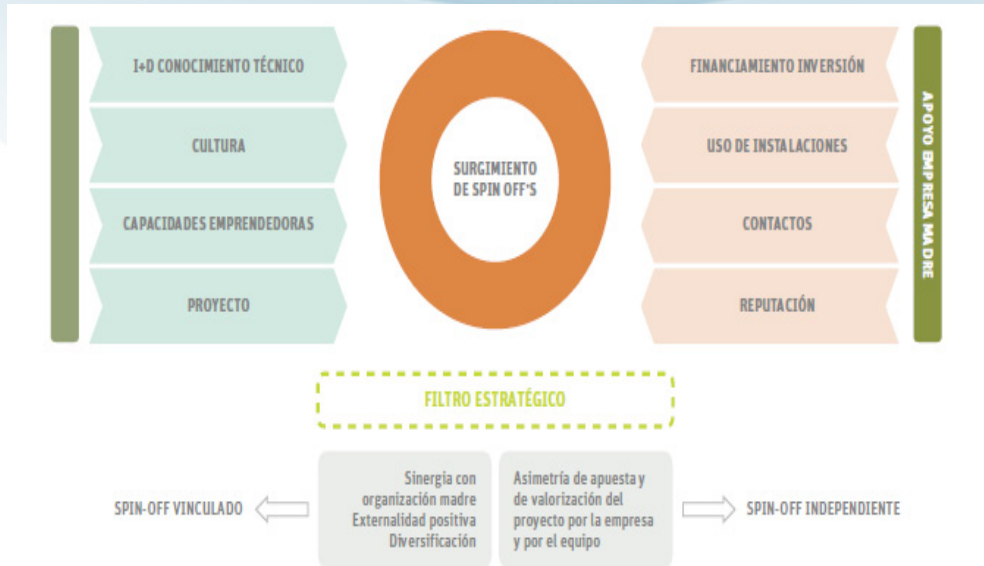 I+D CONOCIMIENTO TÉCNICO
CULTURA
CAPACIDADES EMPRENDEDORAS
PROYECTO
SURGIMIENTO
DE SPIN OFF'S
FINANCIAMIENTO INVERSIÓN
USO DE INSTALACIONES
CONTACTOS
REPUTACIÓN
APOYO EMPRESA MADRE
FILTRO ESTRATÉGICO
SPIN-OFF VINCULADO
Sinergia con
organización madre
Externalidad positiva
Diversificación
Asimetría de apuesta y
de valorización del
proyecto por la empresa
y por el equipo
SPIN-OFF INDEPENDIENTE